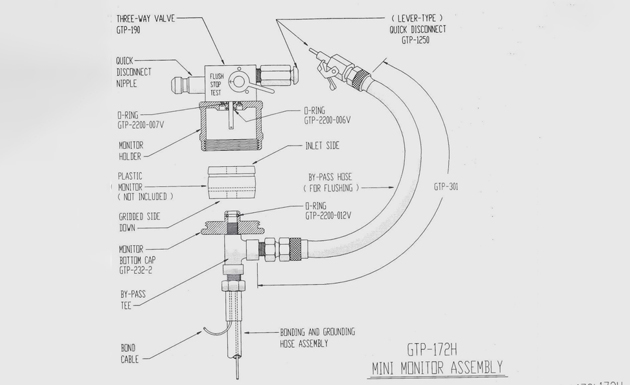 THREE-WAY VALVE
GTP-190
( LEVER-TYPE )
QUICK DISCONNECT
GTP-1250
QUICK
DISCONNECT
NIPPLE
FLUSH
STOP
TEST
O-RING
GTP-2200-007V
O-RING
GTP-2200-006V
MONITOR
HOLDER
INLET SIDE
PLASTIC
MONITOR
( NOT INCLUDED )
BY-PASS HOSE
( FOR FLUSHING )
GTP-301
O-RING
GTP-2200-012V
GRIDDED SIDE
DOWN
MONITOR
BOTTOM CAP
GTP-232-2
BY-PASS
TEE
BOND
CABLE
BONDING AND GROUNDING
HOSE ASSEMBLY
GTP-172H
MINI MONITOR ASSEMBLY